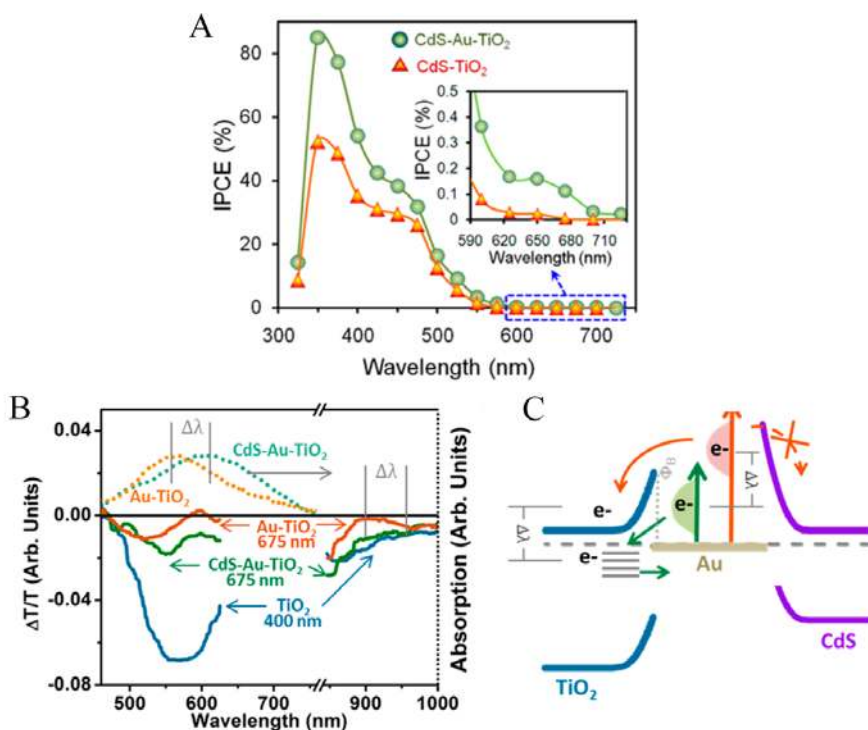 A
CdS-Au-TiO₂
CdS-TiO₂
IPCE (%)
80
60
40
20
0
300 400 500 600 700
Wavelength (nm)
IPCE (%)
0.5
0.4
0.3
0.2
0.1
0
590 620 650 680 710
Wavelength (nm)
B
ΔT/T (Arb. Units)
0.04
0.00
-0.04
-0.08
Δλ
CdS-Au-TiO₂
Au-TiO₂
Δλ
Au-TiO₂
675 nm
CdS-Au-TiO₂
675 nm
TiO₂
400 nm
500 600 700 900 1000
Wavelength (nm)
Absorption (Arb. Units)
C
e-
e-
Φ_B
Δλ
e-
Δλ
e-
Au
CdS
TiO₂